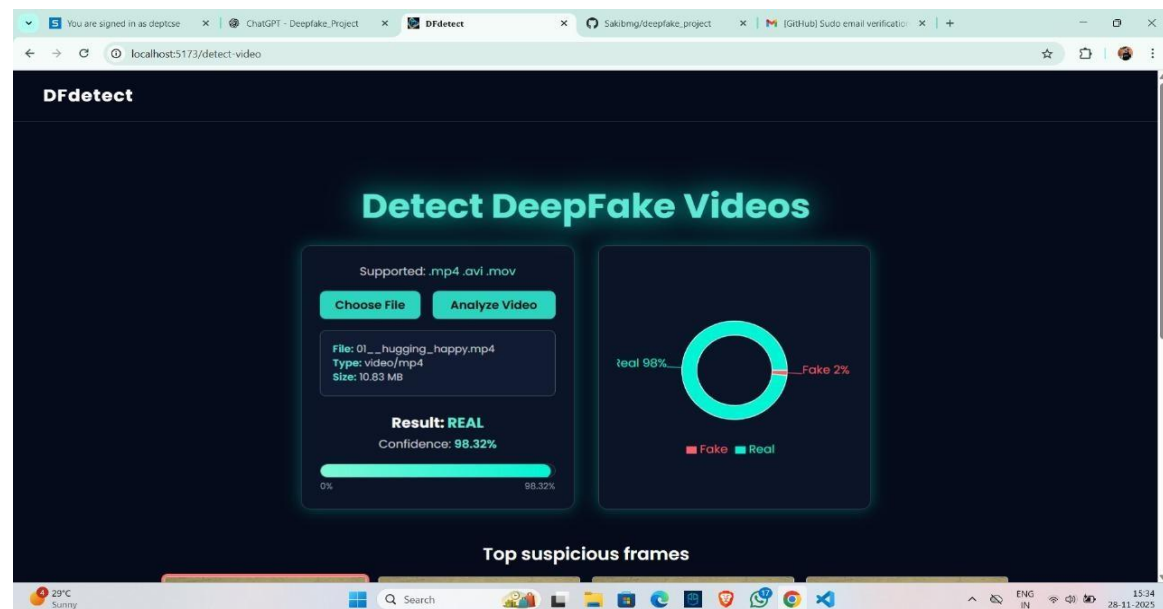 You are signed in as deptcse
ChatGPT - Deepfake_Project
DFdetect
Sakibmg/deepfake_project
[GitHub] Sudo email verificatio
localhost:5173/detect-video
DFdetect
Detect DeepFake Videos
Supported: .mp4 .avi .mov
Choose File Analyze Video
File: 01__hugging_happy.mp4
Type: video/mp4
Size: 10.83 MB
Result: REAL
Confidence: 98.32%
0% 98.32%
Real 98%
Fake 2%
Fake Real
Top suspicious frames
29°C
Sunny
Search
ENG
IN
15:34
28-11-2025